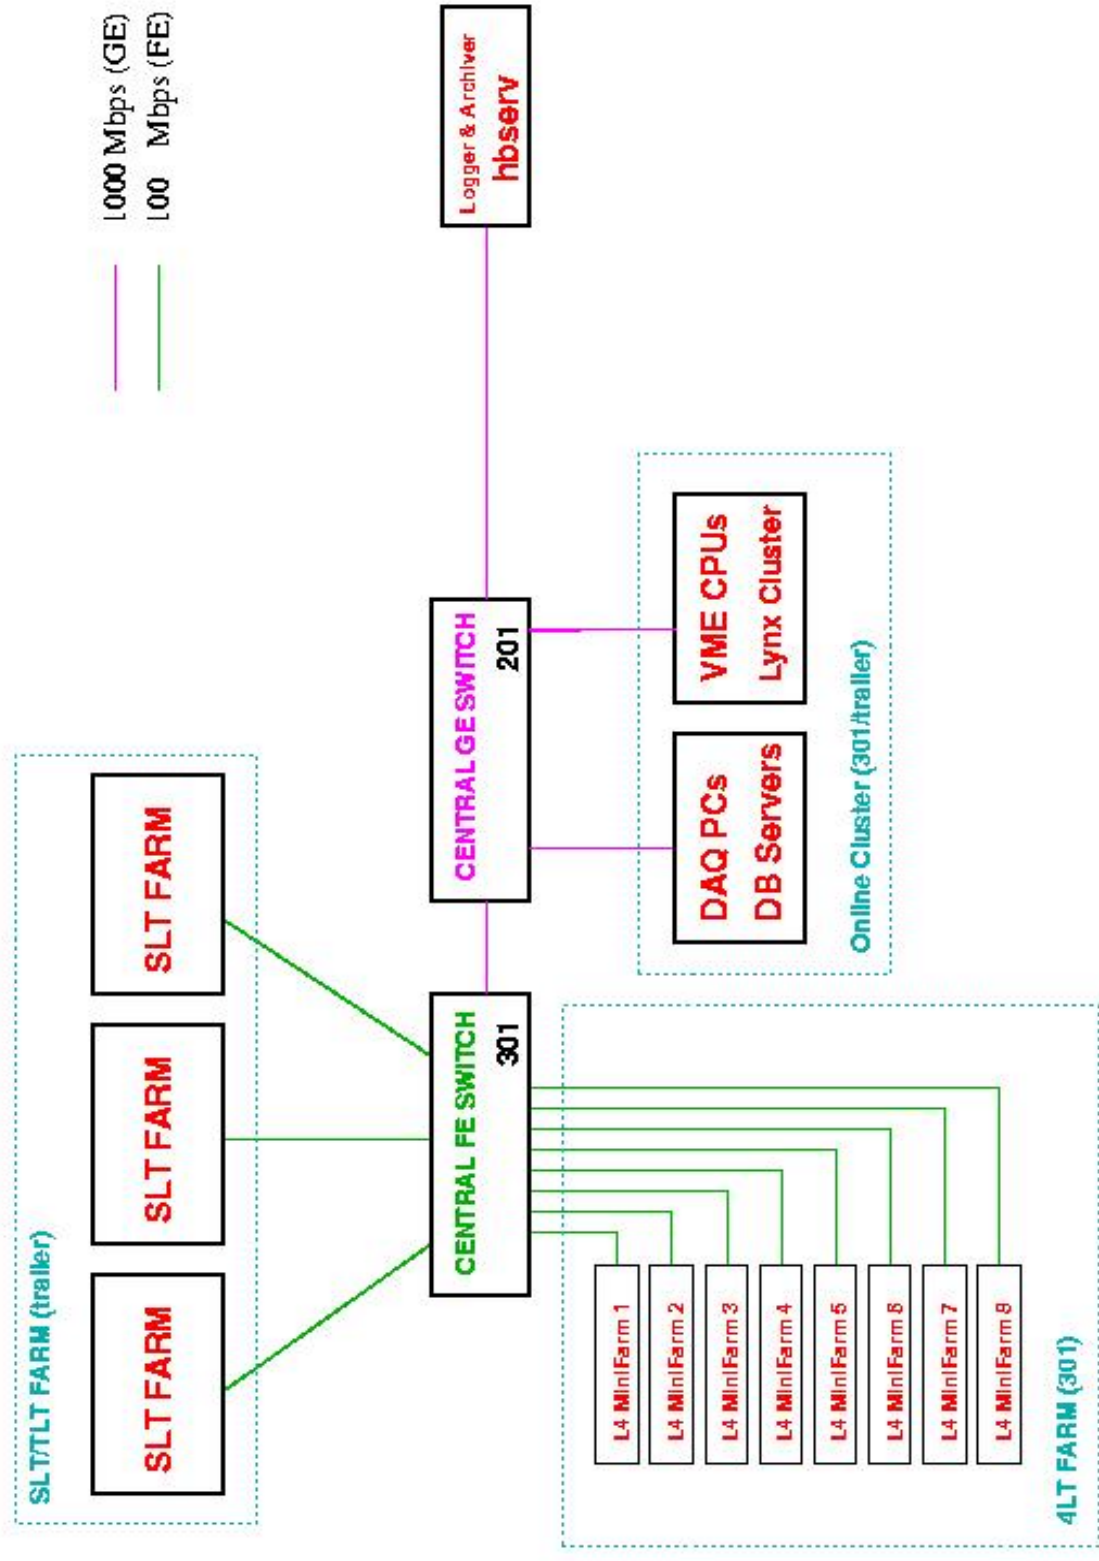 SLT/TLT FARM (trailer)
SLT FARM
SLT FARM
SLT FARM
1000 Mbps (GE)
100 Mbps (FE)
CENTRAL FE SWITCH
301
CENTRAL GE SWITCH
201
Logger & Archiver
hbserv
L4 MiniFarm 1
L4 MiniFarm 2
L4 MiniFarm 3
L4 MiniFarm 4
L4 MiniFarm 5
L4 MiniFarm 6
L4 MiniFarm 7
L4 MiniFarm 8
4LT FARM (301)
DAQ PCs
DB Servers
VME CPUs
Lynx Cluster
Online Cluster (301/trailer)